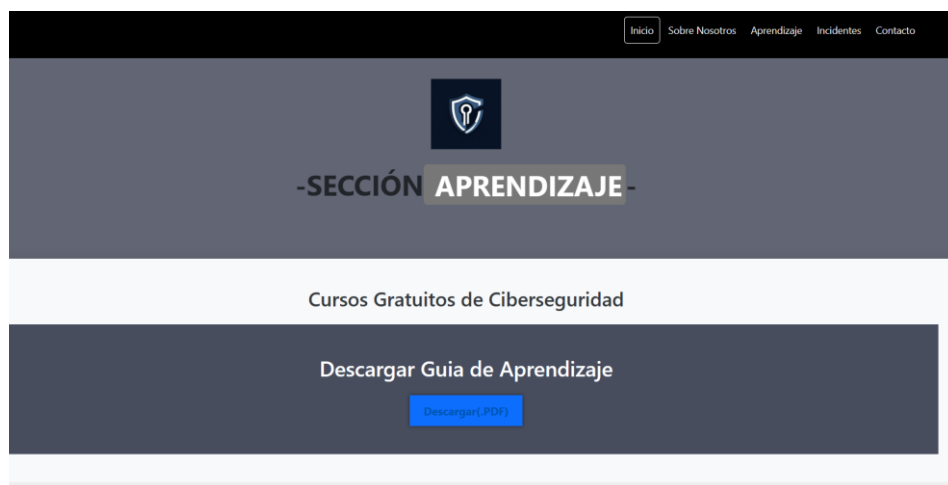 Inicio Sobre Nosotros Aprendizaje Incidentes Contacto
-SECCIÓN APRENDIZAJE-
Cursos Gratuitos de Ciberseguridad
Descargar Guia de Aprendizaje
Descargar(.PDF)